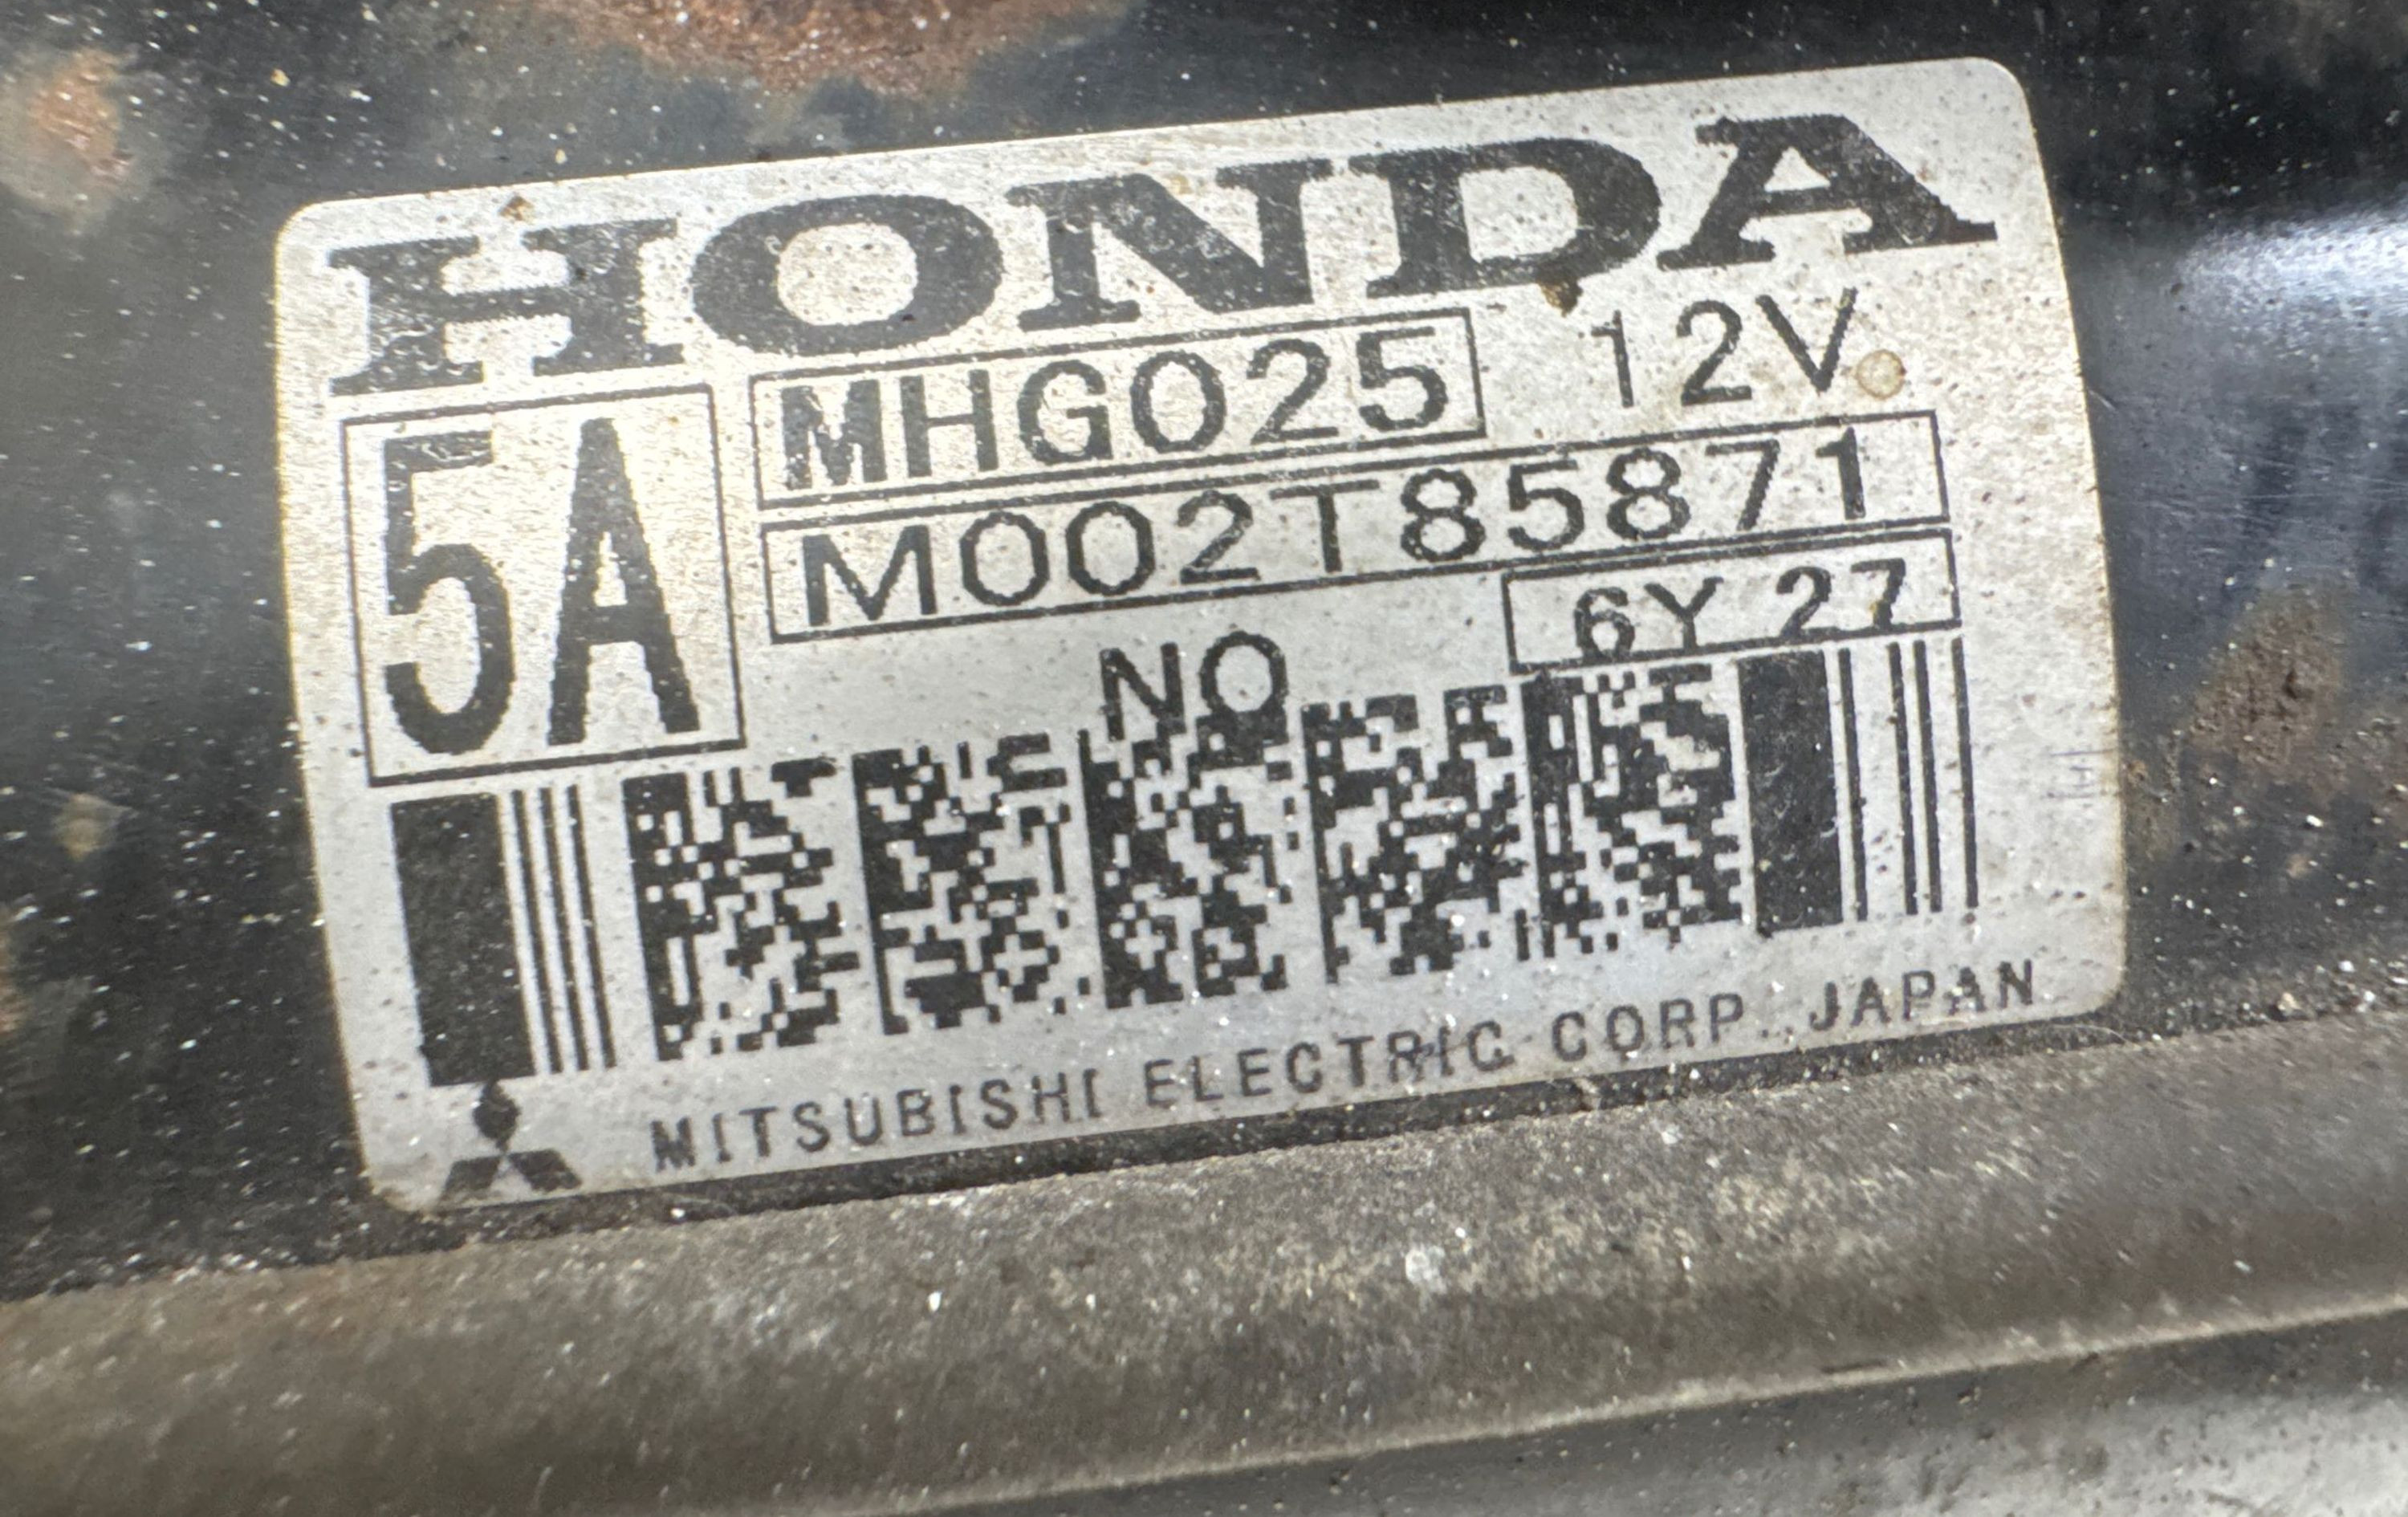 HONDA
MHG025 12V
5A
M002T85871
6Y 27
NO
MITSUBISHI ELECTRIC CORP. JAPAN